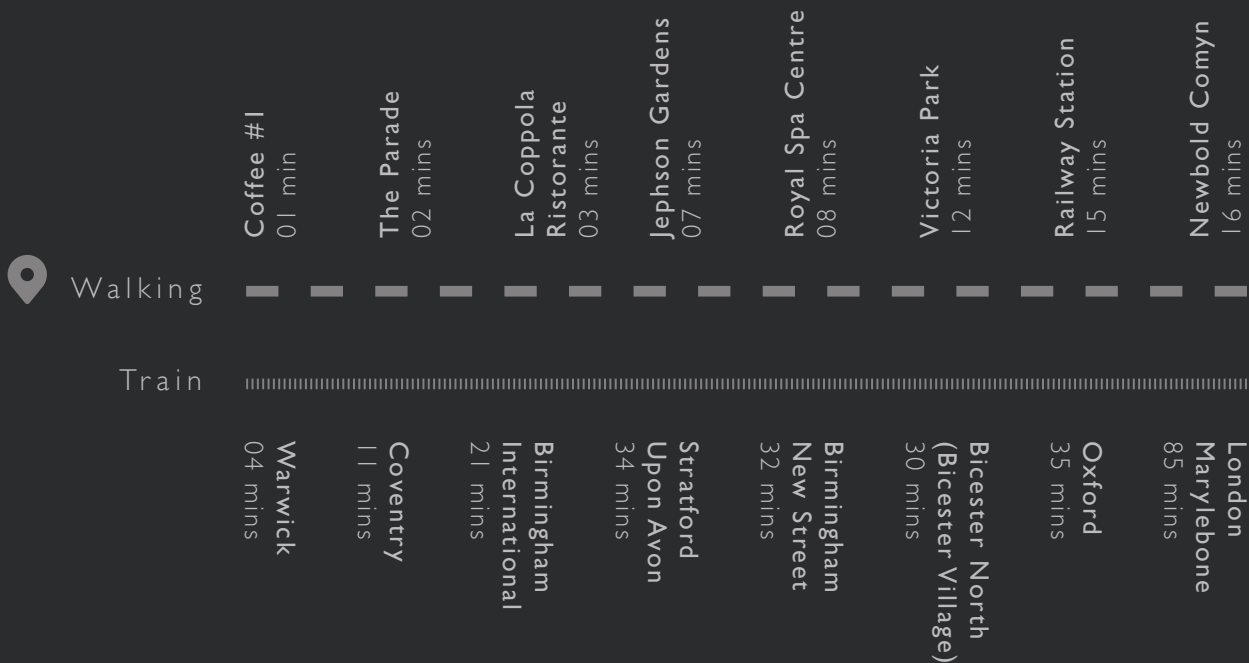 Coffee #1
01 min
The Parade
02 mins
La Coppola
Ristorante
03 mins
Jephson Gardens
07 mins
Royal Spa Centre
08 mins
Victoria Park
12 mins
Railway Station
15 mins
Newbold Comyn
16 mins
Walking
Train
Warwick
04 mins
Coventry
11 mins
Birmingham
International
21 mins
Stratford
Upon Avon
34 mins
Birmingham
New Street
32 mins
Bicester North
(Bicester Village)
30 mins
Oxford
35 mins
London
Marylebone
85 mins